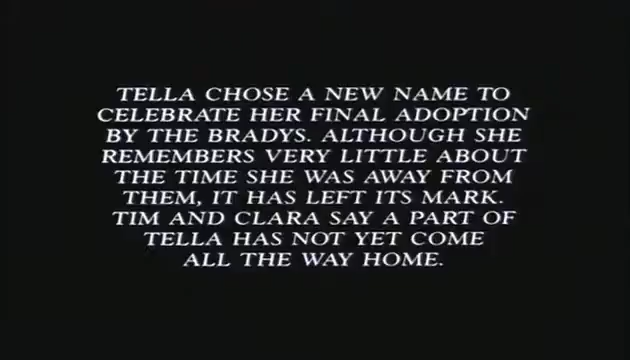 TELLA CHOSE A NEW NAME TO
CELEBRATE HER FINAL ADOPTION
BY THE BRADYS. ALTHOUGH SHE
REMEMBERS VERY LITTLE ABOUT
THE TIME SHE WAS AWAY FROM
THEM, IT HAS LEFT ITS MARK.
TIM AND CLARA SAY A PART OF
TELLA HAS NOT YET COME
ALL THE WAY HOME.